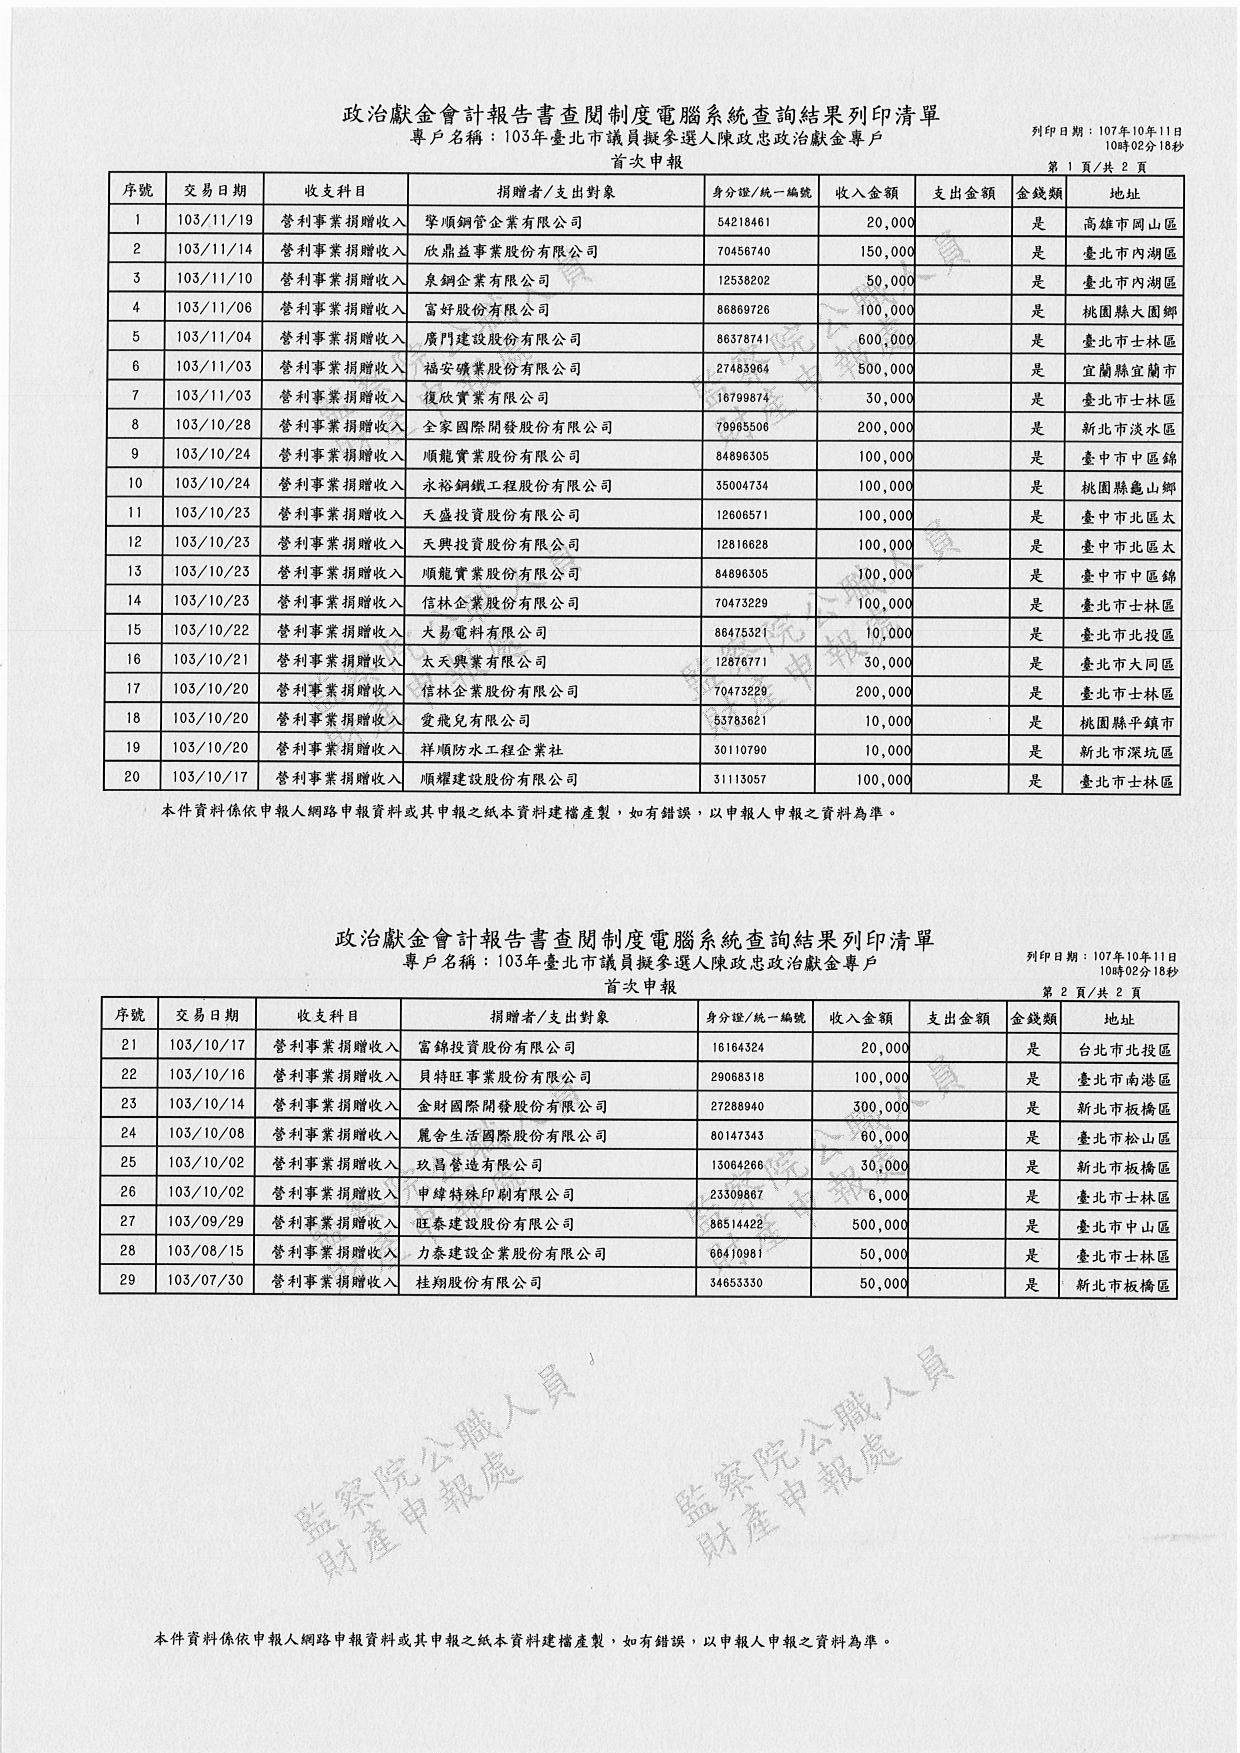 政治獻金會計報告書查閱制度電腦系統查詢結果列印清單
專戶名稱：103年臺北市議員擬參選人陳政忠政治獻金專戶
列印日期：107年10年11日
10時02分18秒
首次申報
第 1 頁/共 2 頁
序號 交易日期 收支科目 捐贈者/支出對象 身分證/統一編號 收入金額 支出金額 金錢類 地址
1 103/11/19 營利事業捐贈收入 擎順鋼管企業有限公司 54218461 20,000 是 高雄市岡山區
2 103/11/14 營利事業捐贈收入 欣鼎益事業股份有限公司 70456740 150,000 是 臺北市內湖區
3 103/11/10 營利事業捐贈收入 泉鋼企業有限公司 12538202 50,000 是 臺北市內湖區
4 103/11/06 營利事業捐贈收入 富好股份有限公司 86869726 100,000 是 桃園縣大園鄉
5 103/11/04 營利事業捐贈收入 廣門建設股份有限公司 86378741 600,000 是 臺北市士林區
6 103/11/03 營利事業捐贈收入 福安礦業股份有限公司 27483964 500,000 是 宜蘭縣宜蘭市
7 103/11/03 營利事業捐贈收入 復欣實業有限公司 16799874 30,000 是 臺北市士林區
8 103/10/28 營利事業捐贈收入 全家國際開發股份有限公司 79965506 200,000 是 新北市淡水區
9 103/10/24 營利事業捐贈收入 順龍實業股份有限公司 84896305 100,000 是 臺中市中區錦
10 103/10/24 營利事業捐贈收入 永裕鋼鐵工程股份有限公司 35004734 100,000 是 桃園縣龜山鄉
11 103/10/23 營利事業捐贈收入 天盛投資股份有限公司 12606571 100,000 是 臺中市北區太
12 103/10/23 營利事業捐贈收入 天興投資股份有限公司 12816628 100,000 是 臺中市北區太
13 103/10/23 營利事業捐贈收入 順龍實業股份有限公司 84896305 100,000 是 臺中市中區錦
14 103/10/23 營利事業捐贈收入 信林企業股份有限公司 70473229 100,000 是 臺北市士林區
15 103/10/22 營利事業捐贈收入 大易電料有限公司 86475321 10,000 是 臺北市北投區
16 103/10/21 營利事業捐贈收入 太天興業有限公司 12876771 30,000 是 臺北市大同區
17 103/10/20 營利事業捐贈收入 信林企業股份有限公司 70473229 200,000 是 臺北市士林區
18 103/10/20 營利事業捐贈收入 愛飛兒有限公司 53783621 10,000 是 桃園縣平鎮市
19 103/10/20 營利事業捐贈收入 祥順防水工程企業社 30110790 10,000 是 新北市深坑區
20 103/10/17 營利事業捐贈收入 順耀建設股份有限公司 31113057 100,000 是 臺北市士林區
本件資料係依申報人網路申報資料或其申報之紙本資料建檔產製，如有錯誤，以申報人申報之資料為準。
政治獻金會計報告書查閱制度電腦系統查詢結果列印清單
專戶名稱：103年臺北市議員擬參選人陳政忠政治獻金專戶
列印日期：107年10年11日
10時02分18秒
首次申報
第 2 頁/共 2 頁
序號 交易日期 收支科目 捐贈者/支出對象 身分證/統一編號 收入金額 支出金額 金錢類 地址
21 103/10/17 營利事業捐贈收入 富錦投資股份有限公司 16164324 20,000 是 台北市北投區
22 103/10/16 營利事業捐贈收入 貝特旺事業股份有限公司 29068318 100,000 是 臺北市南港區
23 103/10/14 營利事業捐贈收入 金財國際開發股份有限公司 27288940 300,000 是 新北市板橋區
24 103/10/08 營利事業捐贈收入 麗舍生活國際股份有限公司 80147343 60,000 是 臺北市松山區
25 103/10/02 營利事業捐贈收入 玖昌營造有限公司 13064266 30,000 是 新北市板橋區
26 103/10/02 營利事業捐贈收入 申緯特殊印刷有限公司 23309867 6,000 是 臺北市士林區
27 103/09/29 營利事業捐贈收入 旺泰建設股份有限公司 86514422 500,000 是 臺北市中山區
28 103/08/15 營利事業捐贈收入 力泰建設企業股份有限公司 66410981 50,000 是 臺北市士林區
29 103/07/30 營利事業捐贈收入 桂翔股份有限公司 34653330 50,000 是 新北市板橋區
監察院公職人員
財產申報處
監察院公職人員
財產申報處
本件資料係依申報人網路申報資料或其申報之紙本資料建檔產製，如有錯誤，以申報人申報之資料為準。